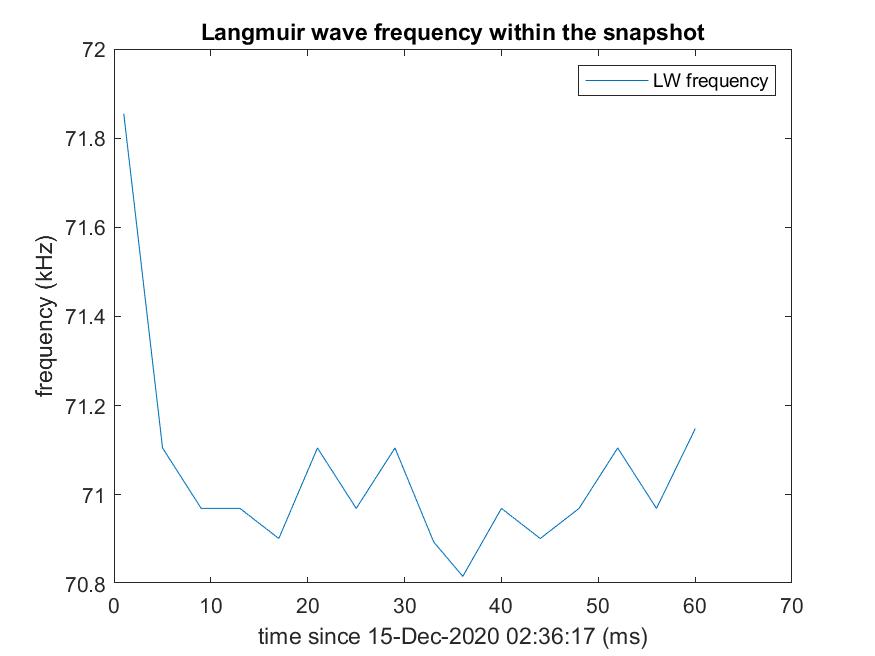 Langmuir wave frequency within the snapshot
LW frequency
frequency (kHz)
72
71.8
71.6
71.4
71.2
71
70.8
0 10 20 30 40 50 60 70
time since 15-Dec-2020 02:36:17 (ms)